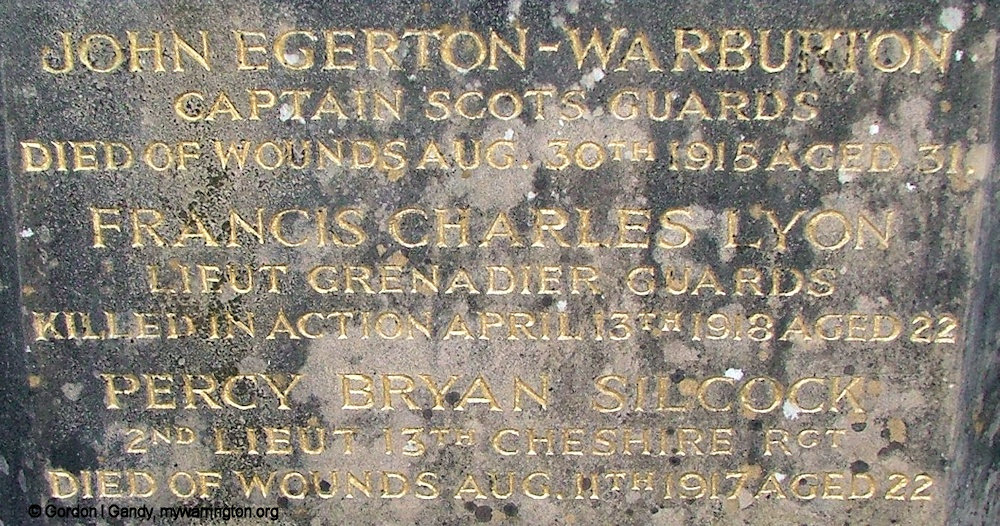 JOHN EGERTON-WARBURTON
CAPTAIN SCOTS GUARDS
DIED OF WOUNDS AUG. 30TH 1915 AGED 31.
FRANCIS CHARLES LYON
LIEUT GRENADIER GUARDS
KILLED IN ACTION APRIL 13TH 1918 AGED 22
PERCY BRYAN SILCOCK
2ND LIEUT 13TH CHESHIRE RGT
DIED OF WOUNDS AUG. 11TH 1917 AGED 22
© Gordon I Gandy, mywarrington.org